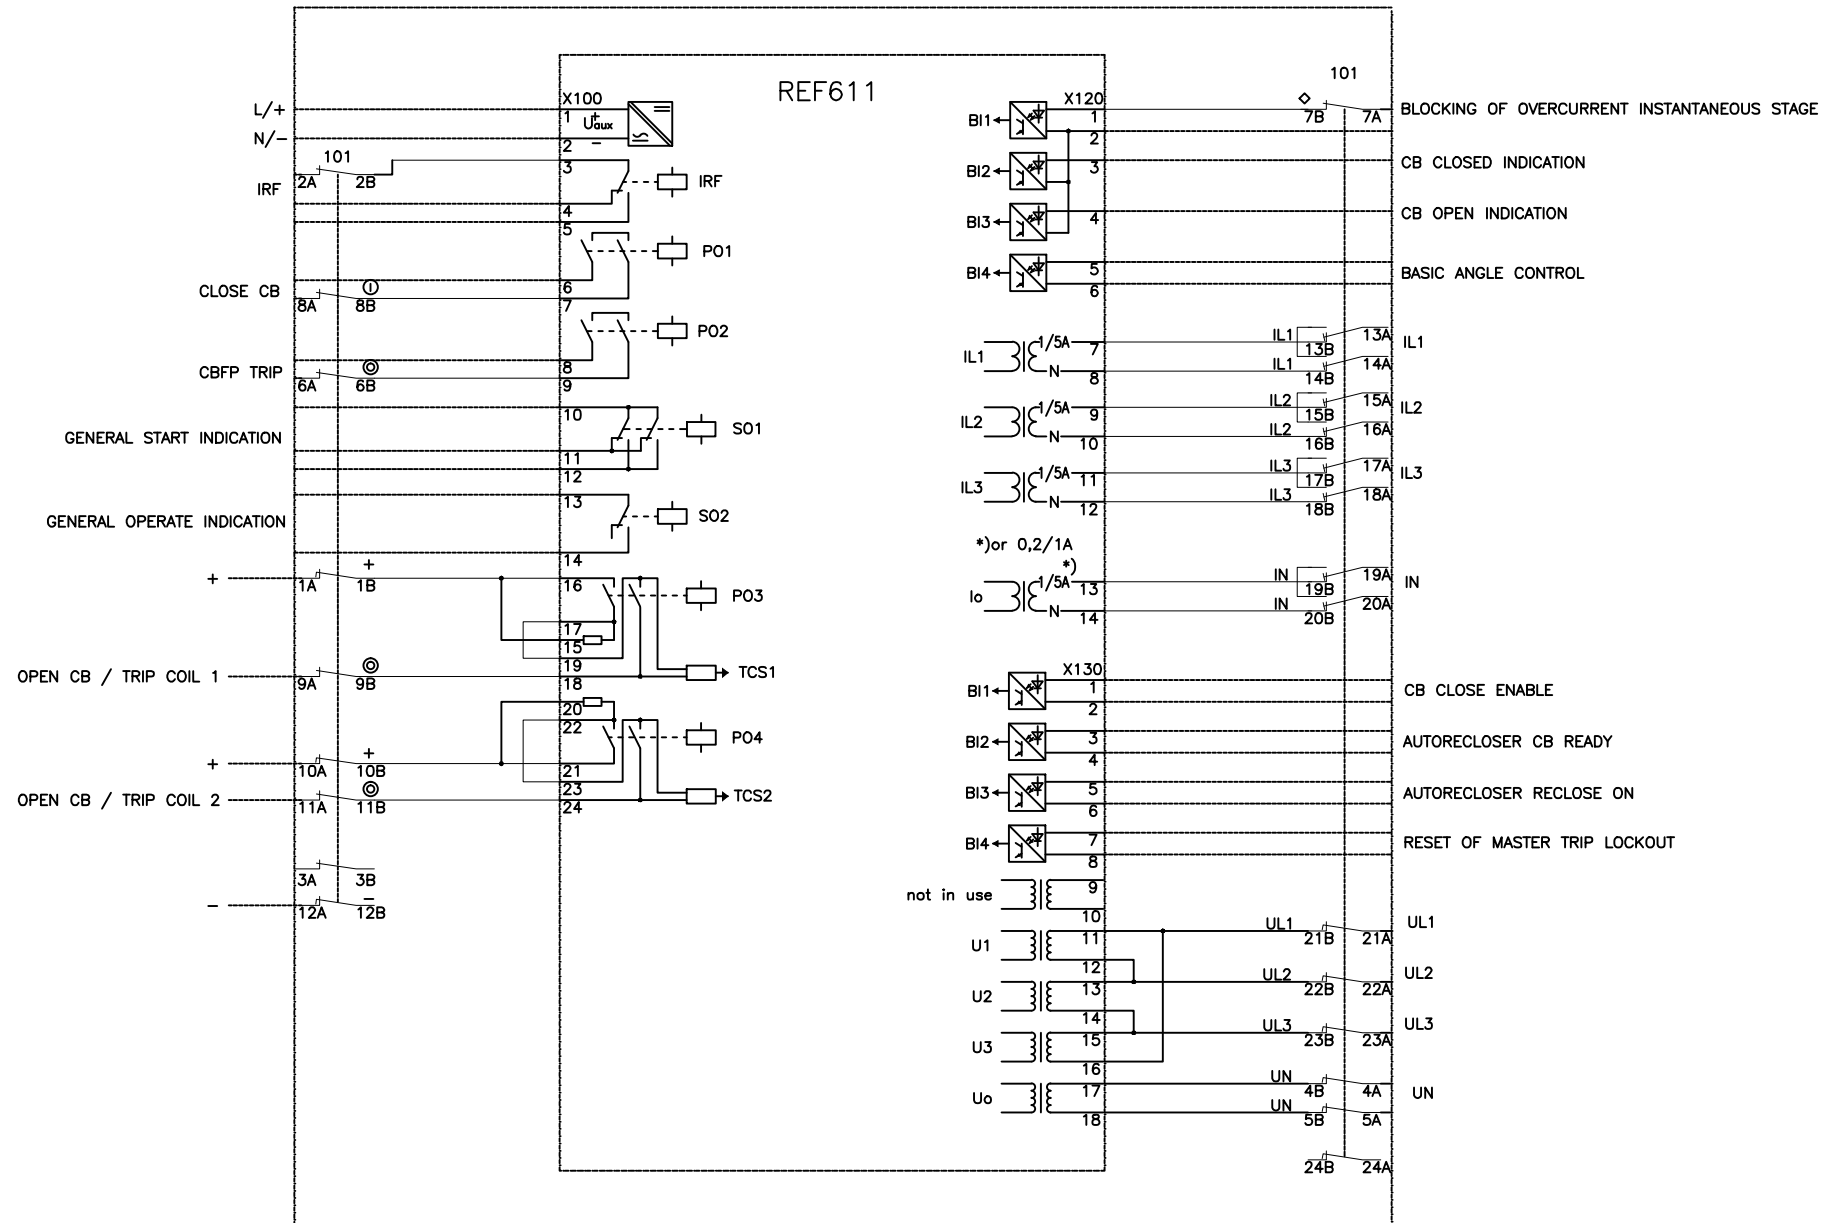 REF611
101
L/+
X100
1
U+aux
N/-
2
-
101
2A
2B
3
IRF
IRF
4
5
PO1
6
CLOSE CB
8A
8B
7
PO2
8
CBFP TRIP
6A
6B
9
10
SO1
GENERAL START INDICATION
11
12
13
SO2
GENERAL OPERATE INDICATION
14
+
+
1A
1B
16
PO3
17
15
19
TCS1
OPEN CB / TRIP COIL 1
9A
9B
18
20
22
PO4
+
+
10A
10B
21
23
TCS2
OPEN CB / TRIP COIL 2
11A
11B
24
3A
3B
-
-
12A
12B
X120
BI1
1
7B
7A
BLOCKING OF OVERCURRENT INSTANTANEOUS STAGE
2
BI2
3
CB CLOSED INDICATION
BI3
4
CB OPEN INDICATION
BI4
5
BASIC ANGLE CONTROL
6
IL1
1/5A
7
IL1
13B
13A
IL1
N
8
IL1
14B
14A
IL2
1/5A
9
IL2
15B
15A
IL2
N
10
IL2
16B
16A
IL3
1/5A
11
IL3
17B
17A
IL3
N
12
IL3
18B
18A
*)or 0,2/1A
*)
Io
1/5A
13
IN
19B
19A
IN
N
14
IN
20B
20A
X130
BI1
1
CB CLOSE ENABLE
2
BI2
3
AUTORECLOSER CB READY
4
BI3
5
AUTORECLOSER RECLOSE ON
6
BI4
7
RESET OF MASTER TRIP LOCKOUT
8
not in use
9
10
U1
11
UL1
21B
21A
UL1
12
U2
13
UL2
22B
22A
UL2
14
U3
15
UL3
23B
23A
UL3
16
Uo
17
UN
4B
4A
UN
18
UN
5B
5A
24B
24A